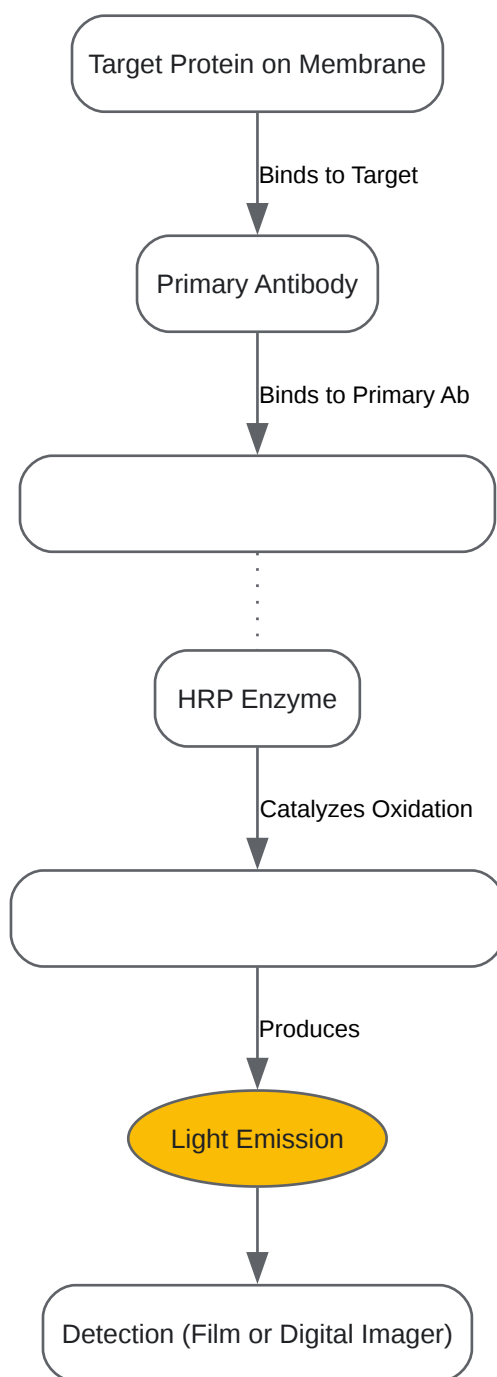 Target Protein on Membrane
Binds to Target
Primary Antibody
Binds to Primary Ab
HRP Enzyme
Catalyzes Oxidation
Produces
Light Emission
Detection (Film or Digital Imager)